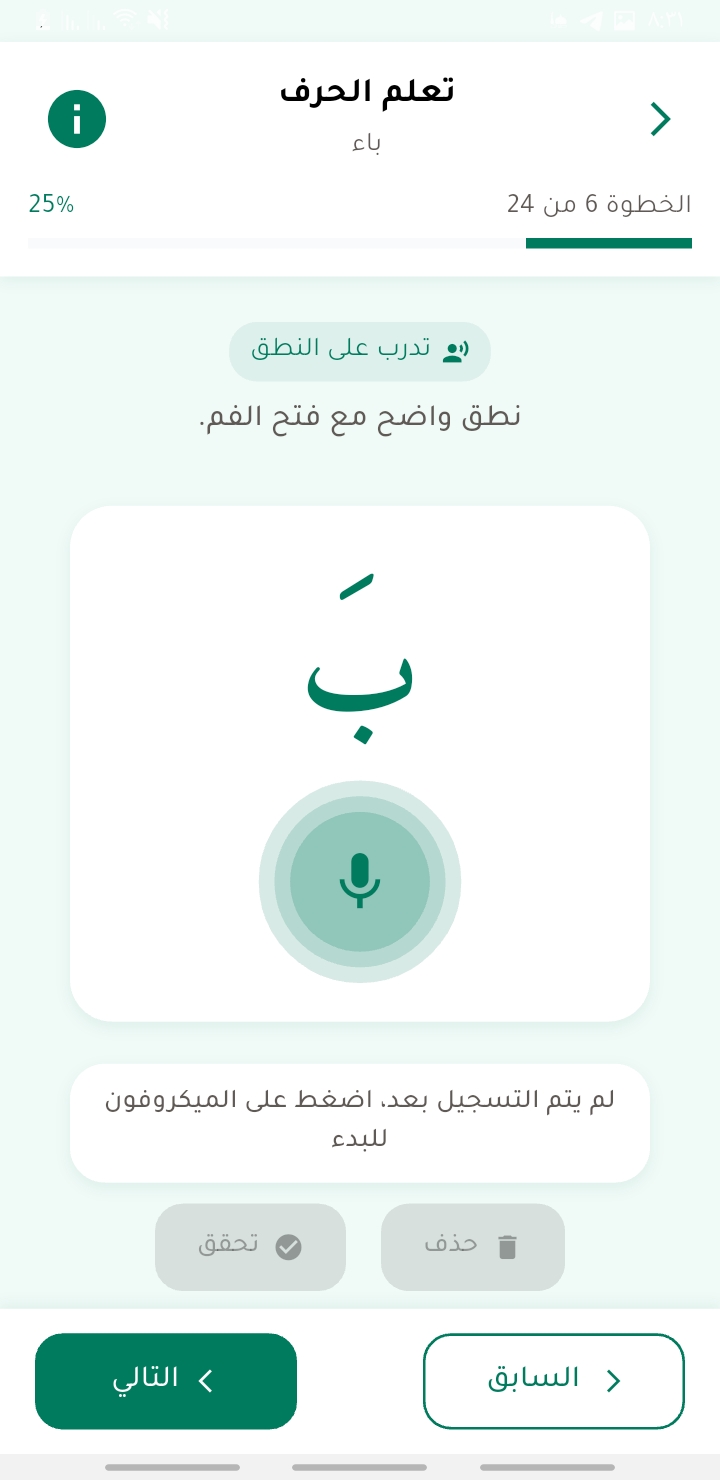 ٨:٢١
تعلم الحرف
باء
الخطوة 6 من 24
25%
تدرب على النطق
نطق واضح مع فتح الفم.
بَ
لم يتم التسجيل بعد، اضغط على الميكروفون
للبدء
حذف
تحقق
السابق
التالي